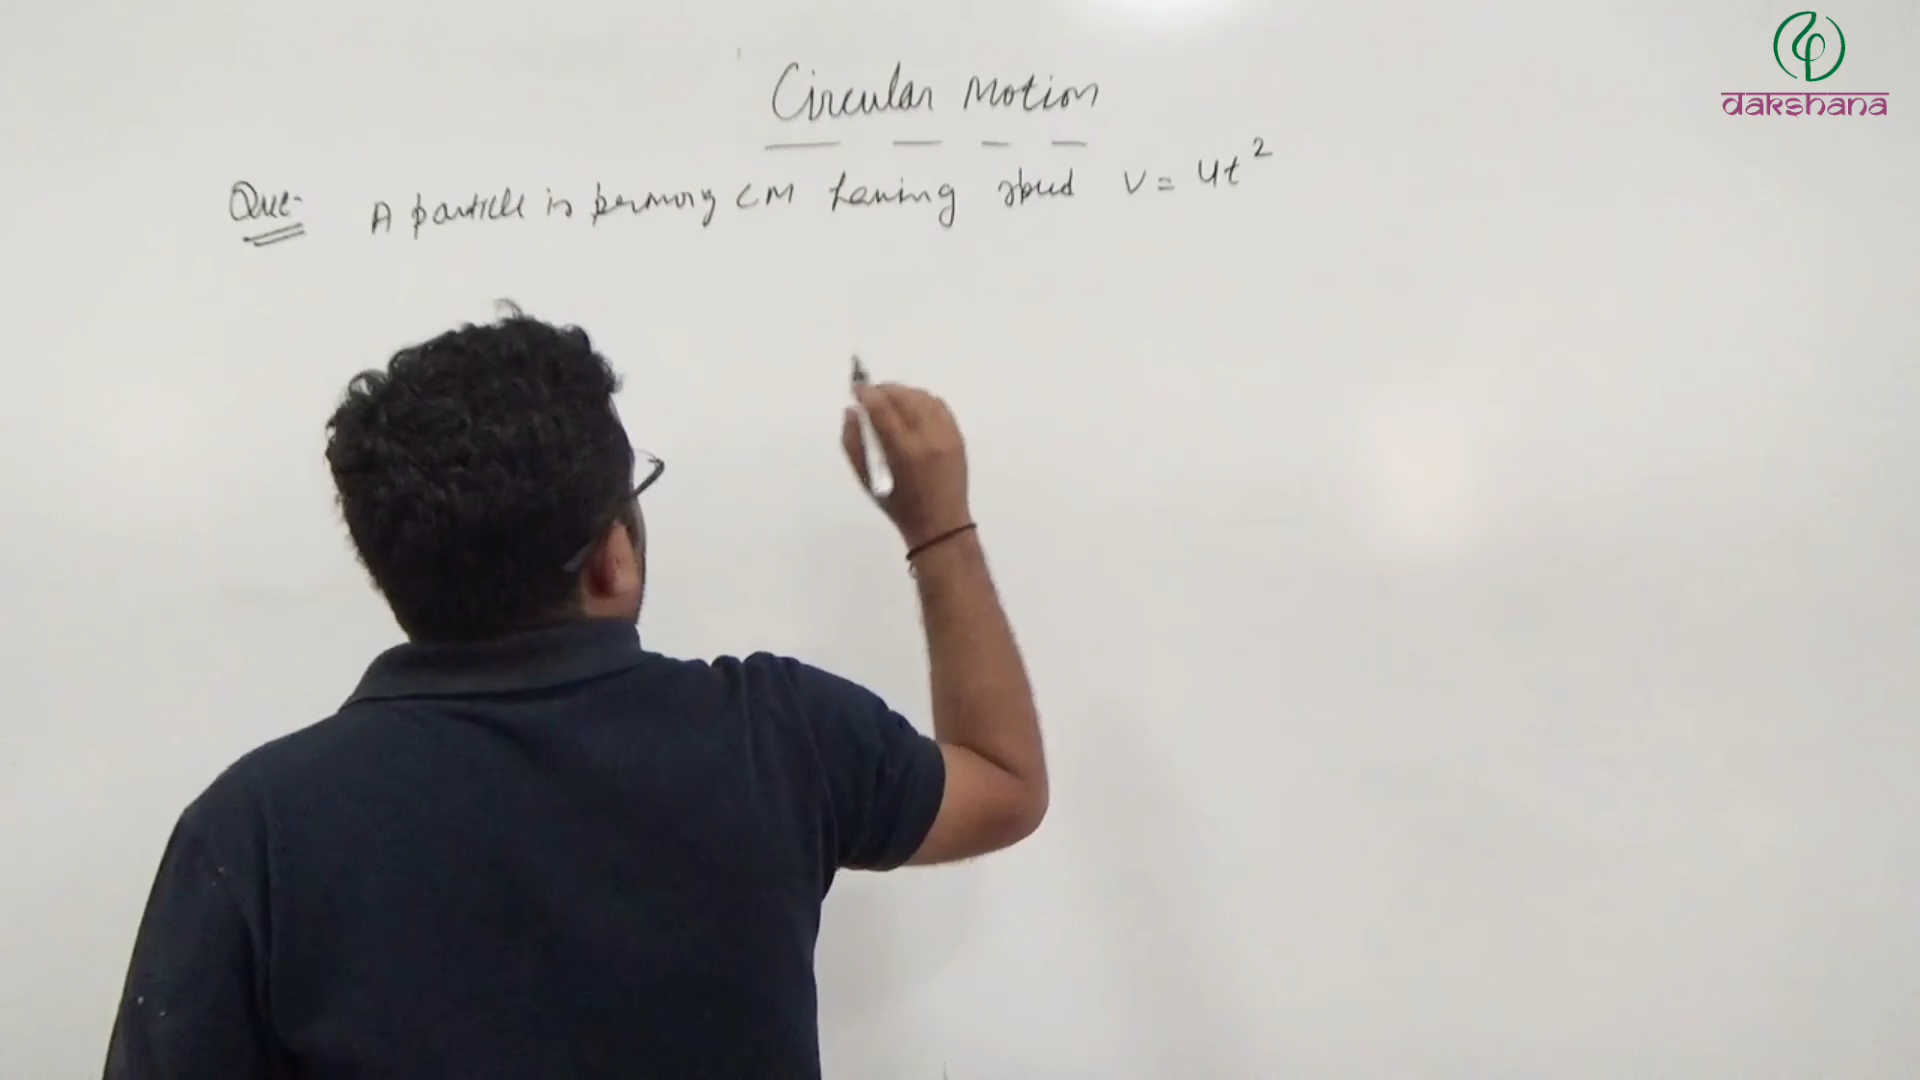 dakshana
Circular Motion
Que- A particle is performing CM having speed v = 4t²